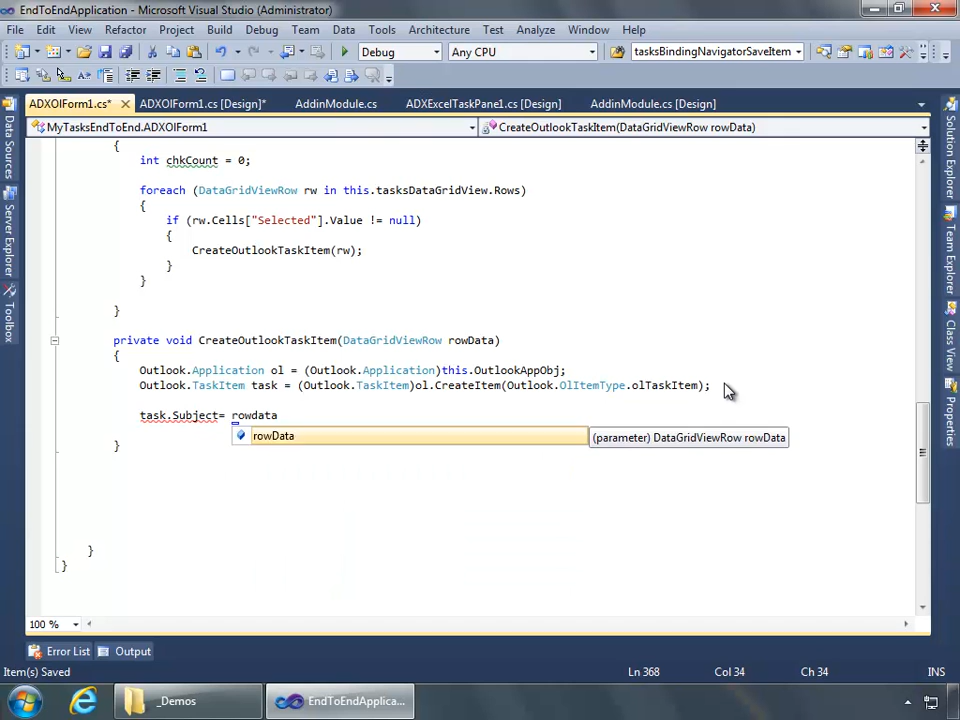 EndToEndApplication - Microsoft Visual Studio (Administrator)
File Edit View Refactor Project Build Debug Team Data Tools Architecture Test Analyze Window Help
Debug Any CPU tasksBindingNavigatorSaveItem
ADXOlForm1.cs* ADXOlForm1.cs [Design]* AddinModule.cs ADXExcelTaskPane1.cs [Design] AddinModule.cs [Design]
MyTasksEndToEnd.ADXOlForm1 CreateOutlookTaskItem(DataGridViewRow rowData)
{
int chkCount = 0;
foreach (DataGridViewRow rw in this.tasksDataGridView.Rows)
{
if (rw.Cells["Selected"].Value != null)
{
CreateOutlookTaskItem(rw);
}
}
}
private void CreateOutlookTaskItem(DataGridViewRow rowData)
{
Outlook.Application ol = (Outlook.Application)this.OutlookAppObj;
Outlook.TaskItem task = (Outlook.TaskItem)ol.CreateItem(Outlook.OlItemType.olTaskItem);
task.Subject= rowdata
rowData (parameter) DataGridViewRow rowData
}
}
}
Data Sources
Server Explorer
Toolbox
Solution Explorer
Team Explorer
Class View
Properties
100 %
Error List Output
Item(s) Saved Ln 368 Col 34 Ch 34 INS
_Demos EndToEndApplica...